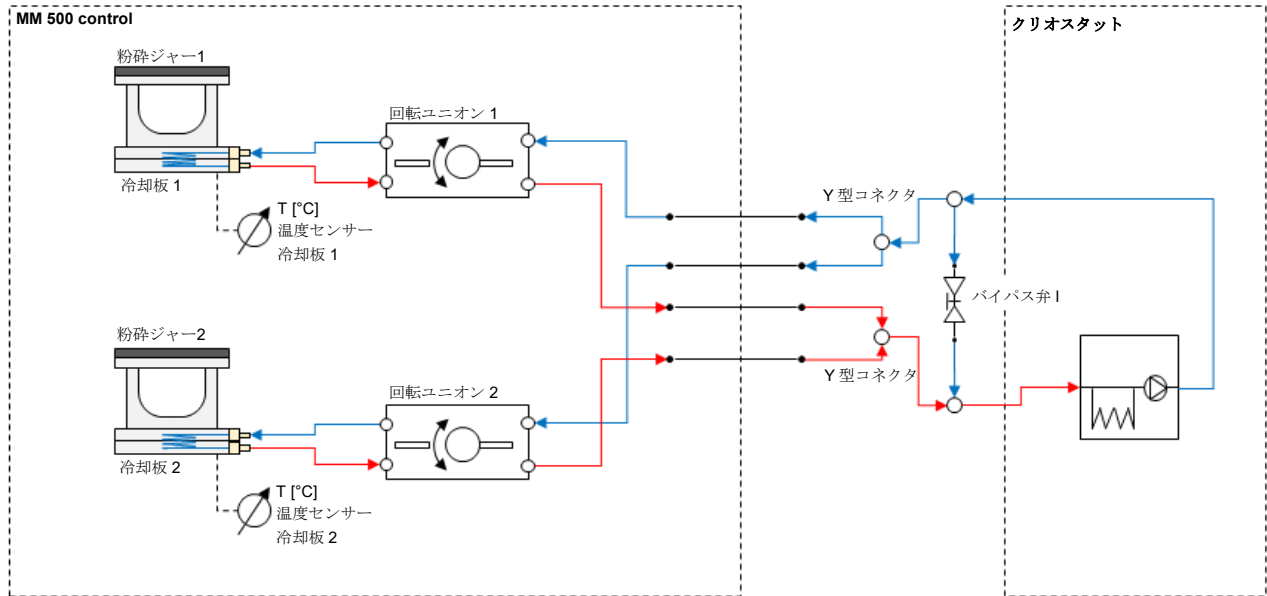 MM 500 control
クリオスタット
粉砕ジャー1
回転ユニオン 1
冷却板 1
T [°C]
温度センサー
冷却板 1
Y 型コネクタ
バイパス弁 I
Y 型コネクタ
粉砕ジャー2
回転ユニオン 2
冷却板 2
T [°C]
温度センサー
冷却板 2